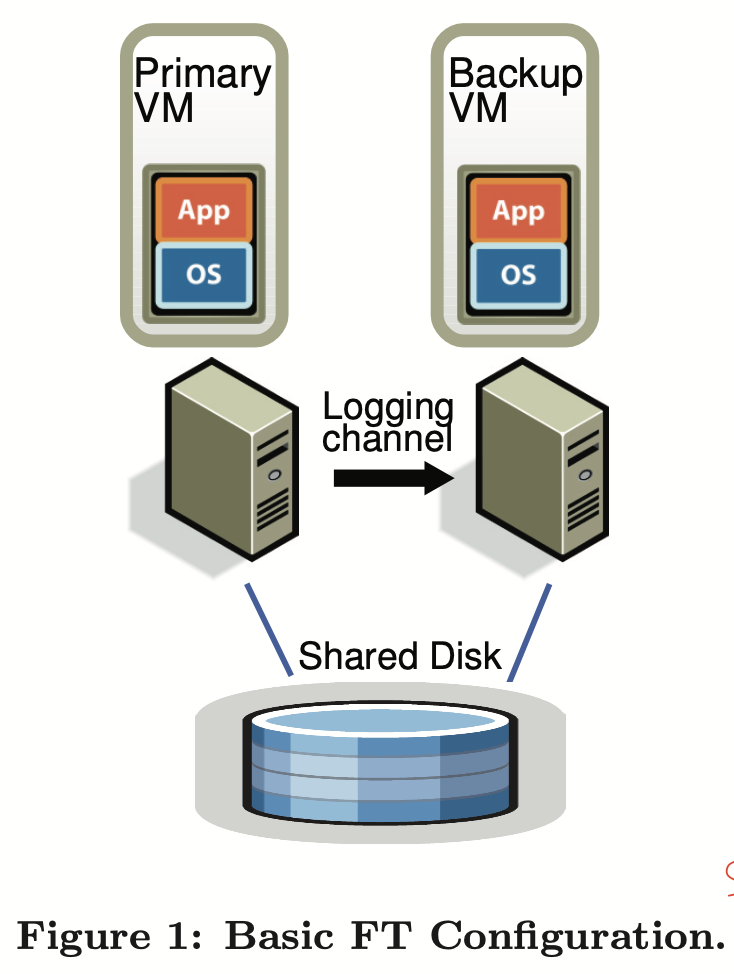 Primary
VM
Backup
VM
App
OS
App
OS
Logging
channel
Shared Disk
Figure 1: Basic FT Configuration.